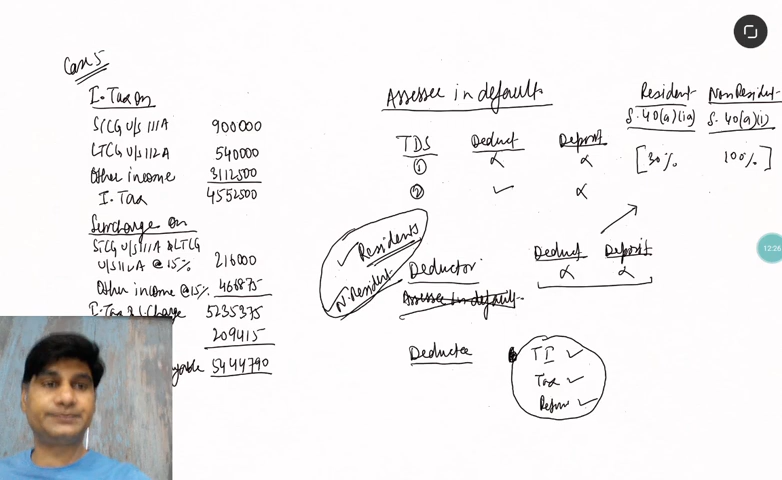 Case 5
I. Tax on
STCG u/s 111A 900000
LTCG u/s 112A 540000
Other income 3112500
I. Tax 4552500
Surcharge on
STCG u/s 111A & LTCG
u/s 112A @ 15% 216000
Other income @ 15% 466875
I. Tax & S. Charge 5235375
209415
5444790
Assessee in default
TDS Deduct Deposit
① × ×
② ✓ ×
Resident Non Resident
S. 40(a)(ia) S. 40(a)(i)
[30% 100%]
✓ Residents
N. Resident
Deductor
Assessee in default
Deduct Deposit
× ×
Deductee
TI ✓
Tax ✓
Return ✓
12:26